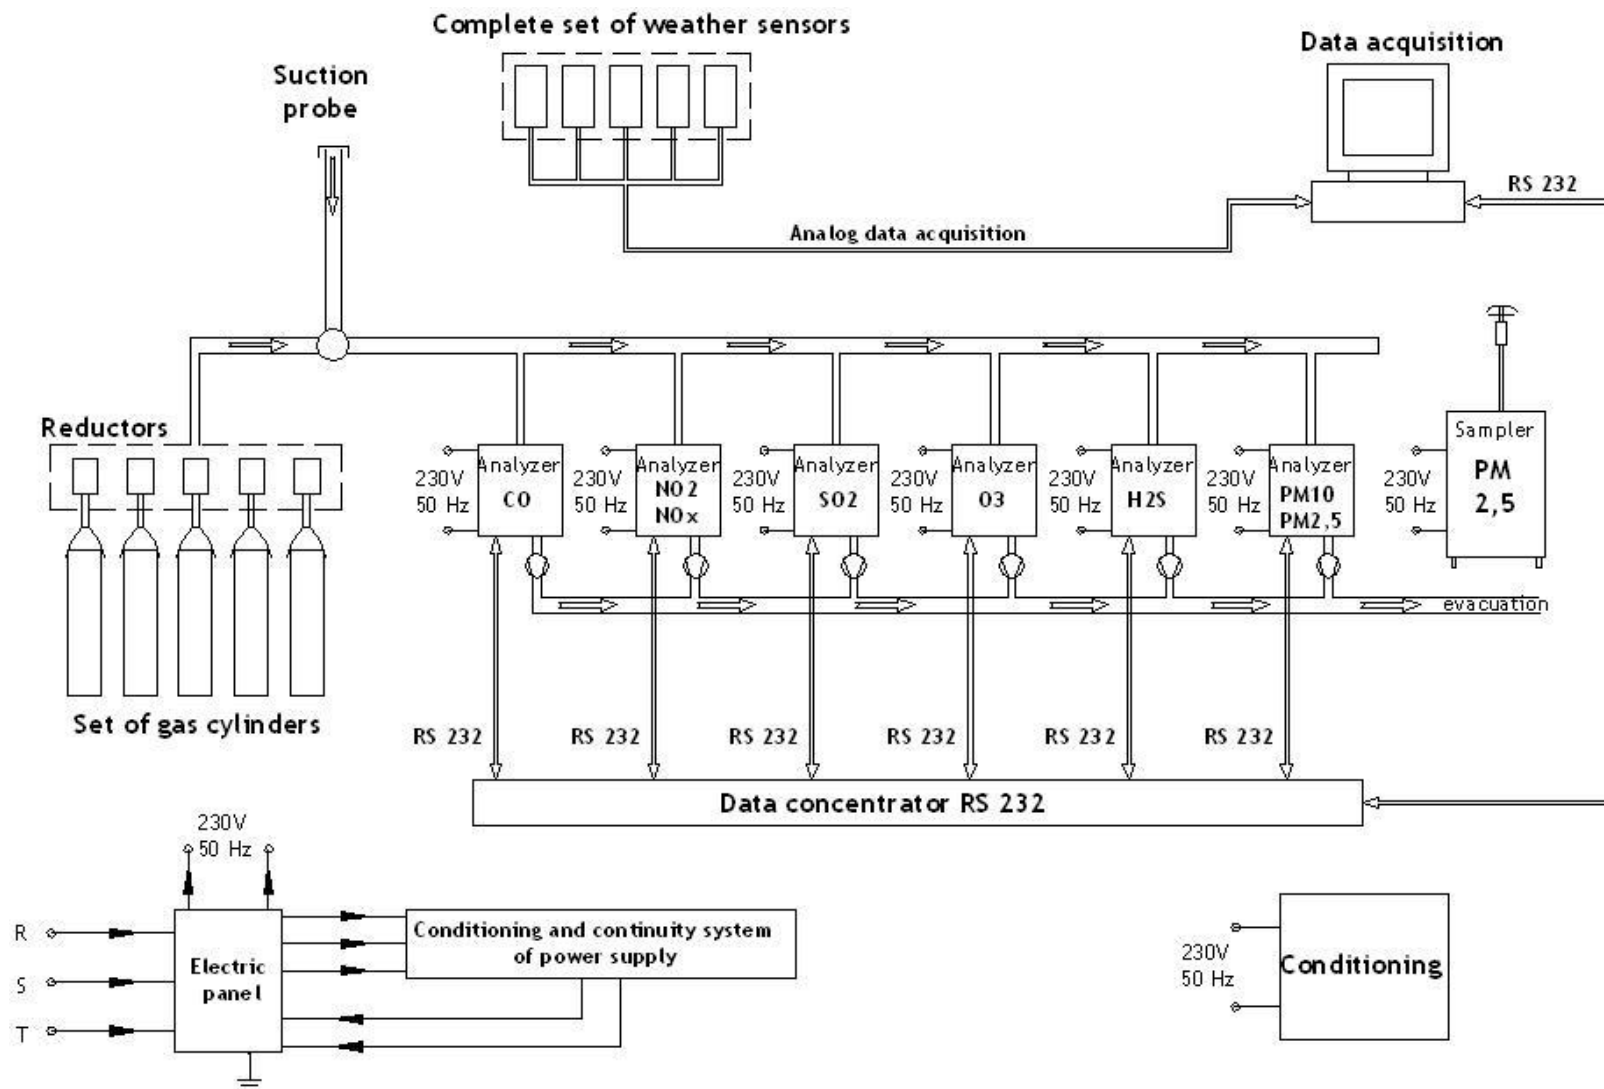 Complete set of weather sensors
Data acquisition
Suction
probe
RS 232
Analog data acquisition
Reductors
230V
50 Hz
Analyzer
CO
230V
50 Hz
Analyzer
NO2
NOx
230V
50 Hz
Analyzer
SO2
230V
50 Hz
Analyzer
O3
230V
50 Hz
Analyzer
H2S
230V
50 Hz
Analyzer
PM10
PM2,5
230V
50 Hz
Sampler
PM
2,5
evacuation
Set of gas cylinders
RS 232
RS 232
RS 232
RS 232
RS 232
RS 232
Data concentrator RS 232
230V
50 Hz
R
S
T
Electric
panel
Conditioning and continuity system
of power supply
230V
50 Hz
Conditioning